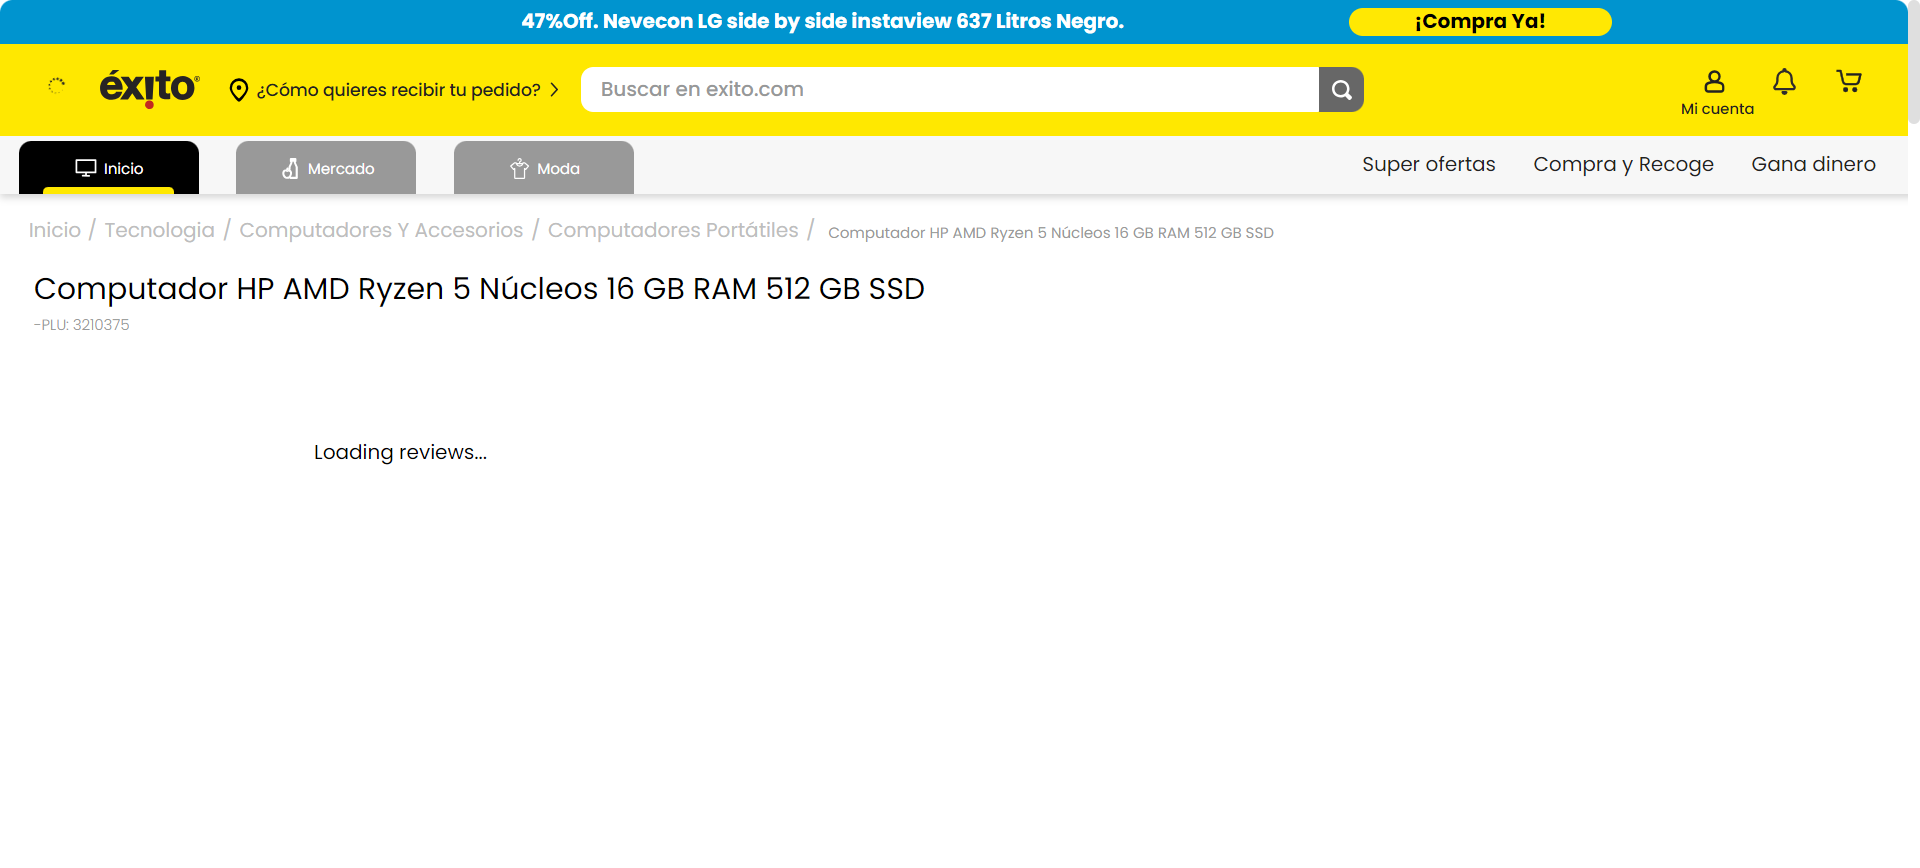 47%Off. Nevecon LG side by side instaview 637 Litros Negro.
¡Compra Ya!
éxito
¿Cómo quieres recibir tu pedido?
Buscar en exito.com
Mi cuenta
Inicio
Mercado
Moda
Super ofertas
Compra y Recoge
Gana dinero
Inicio / Tecnologia / Computadores Y Accesorios / Computadores Portátiles / Computador HP AMD Ryzen 5 Núcleos 16 GB RAM 512 GB SSD
Computador HP AMD Ryzen 5 Núcleos 16 GB RAM 512 GB SSD
-PLU: 3210375
Loading reviews...